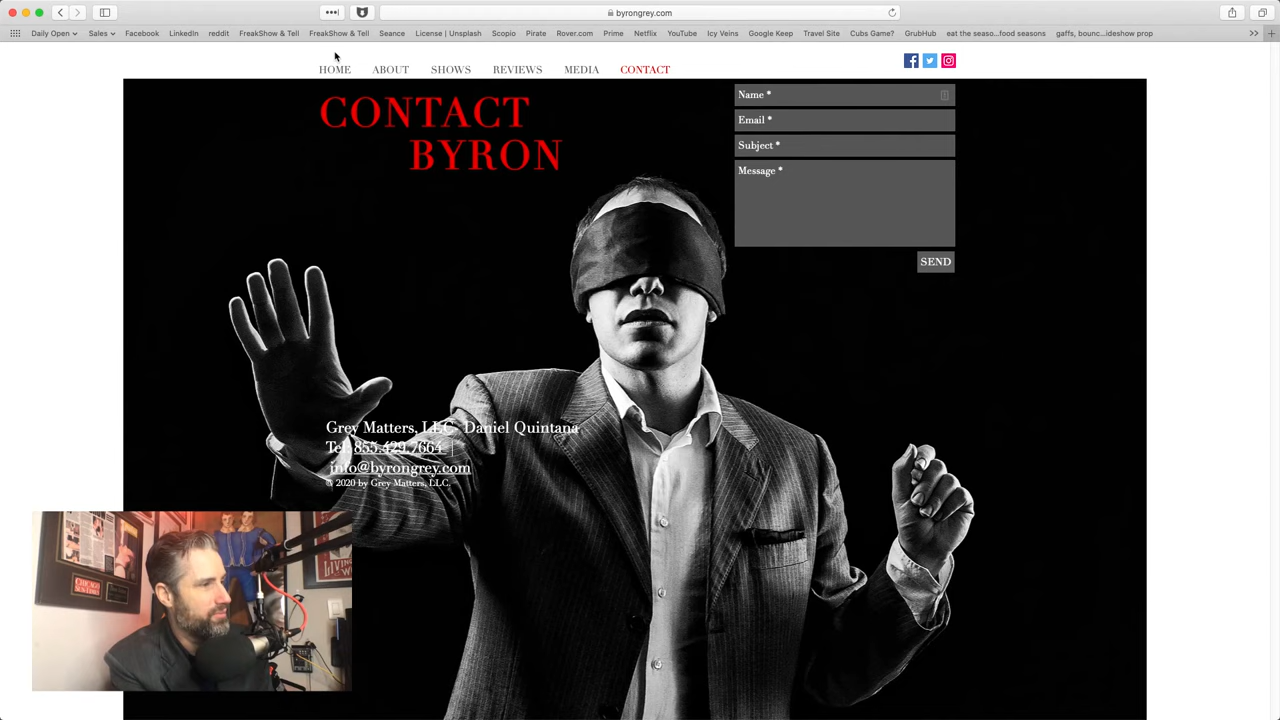 byrongrey.com
Daily Open Sales Facebook LinkedIn reddit FreakShow & Tell FreakShow & Tell Seance License | Unsplash Scopio Pirate Rover.com Prime Netflix YouTube Icy Veins Google Keep Travel Site Cubs Game? GrubHub eat the seaso...food seasons gaffs, bounc...ideshow prop
HOME ABOUT SHOWS REVIEWS MEDIA CONTACT
CONTACT
BYRON
Name *
Email *
Subject *
Message *
SEND
Grey Matters, LLC- Daniel Quintana
Tel: 855.429.7664 |
info@byrongrey.com
© 2020 by Grey Matters, LLC.
CHICAGO
SUN-TIMES